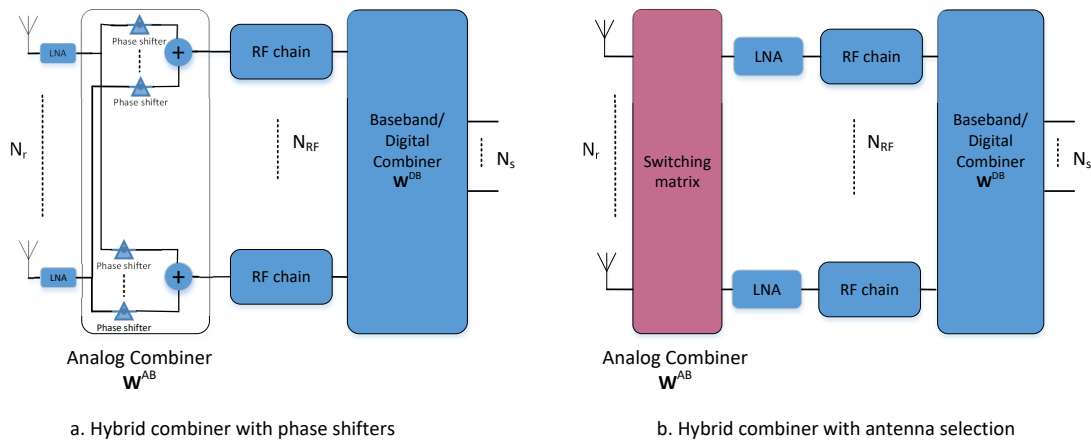 Phase shifter
LNA
+
Phase shifter
RF chain
N_r
N_RF
Baseband/
Digital
Combiner
W^DB
N_s
Phase shifter
LNA
+
Phase shifter
RF chain
Analog Combiner
W^AB
a. Hybrid combiner with phase shifters
LNA
RF chain
N_r
Switching
matrix
N_RF
Baseband/
Digital
Combiner
W^DB
N_s
LNA
RF chain
Analog Combiner
W^AB
b. Hybrid combiner with antenna selection